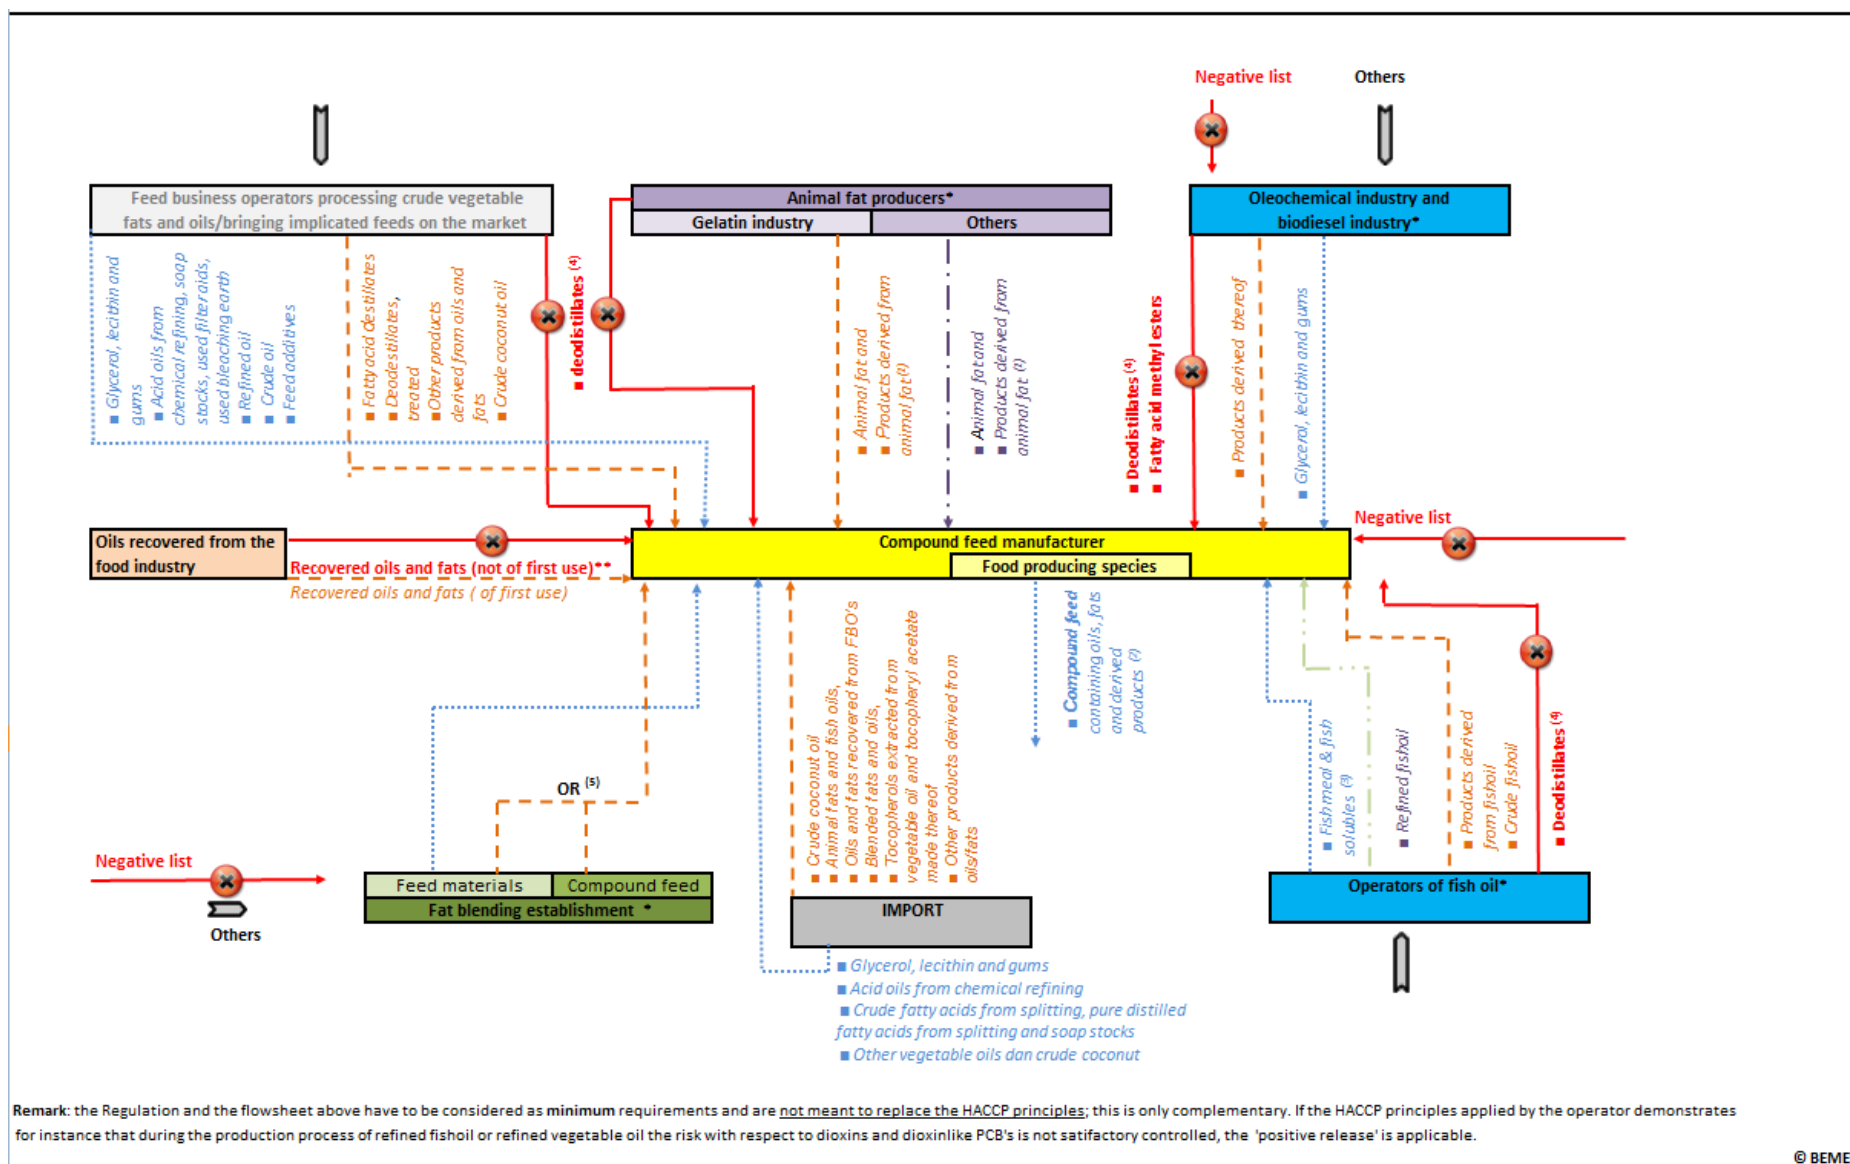 Negative list
Others
Feed business operators processing crude vegetable
fats and oils/bringing implicated feeds on the market
Animal fat producers*
Gelatin industry
Others
Oleochemical industry and
biodiesel industry*
■ Glycerol, lecithin and
gums
■ Acid oils from
chemical refining, soap
stocks, used filter aids,
used bleaching earth
■ Refined oil
■ Crude oil
■ Feed additives
■ Fatty acid destillates
■ Deodestillates,
treated
■Other products
derived from oils and
fats
■ Crude coconut oil
■ deodistillates (4)
■ Animal fat and
■ Products derived from
animal fat(1)
■ Animal fat and
■ Products derived from
animal fat (1)
■ Deodistillates (4)
■ Fatty acid methyl esters
■ Products derived thereof
■ Glycerol, lecithin and gums
Oils recovered from the
food industry
Recovered oils and fats (not of first use)**
Recovered oils and fats ( of first use)
Compound feed manufacturer
Food producing species
Negative list
■ Compound feed
containing oils, fats
and derived
products (2)
■ Crude coconut oil
■ Animal fats and fish oils,
■ Oils and fats recovered from FBO's
■ Blended fats and oils,
■ Tocopherols extracted from
vegetable oil and tocopheryl acetate
made thereof
■ Other products derived from
oils/fats
■ Fishmeal & fish
solubles (3)
■ Refined fishoil
■ Products derived
from fishoil
■ Crude fishoil
■ Deodistillates (4)
OR (5)
Negative list
Others
Feed materials
Compound feed
Fat blending establishment *
IMPORT
Operators of fish oil*
■ Glycerol, lecithin and gums
■ Acid oils from chemical refining
■ Crude fatty acids from splitting, pure distilled
fatty acids from splitting and soap stocks
■ Other vegetable oils dan crude coconut
Remark: the Regulation and the flowsheet above have to be considered as minimum requirements and are not meant to replace the HACCP principles; this is only complementary. If the HACCP principles applied by the operator demonstrates
for instance that during the production process of refined fishoil or refined vegetable oil the risk with respect to dioxins and dioxinlike PCB's is not satifactory controlled, the 'positive release' is applicable.
© BEME